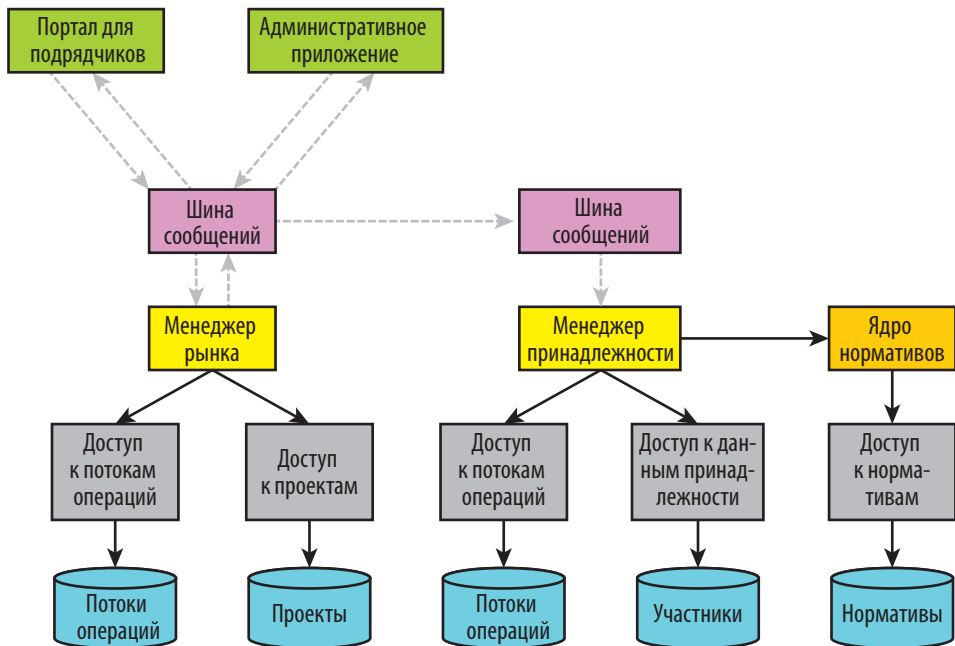 Портал для
подрядчиков
Административное
приложение
Шина
сообщений
Шина
сообщений
Менеджер
рынка
Менеджер
принадлежности
Ядро
нормативов
Доступ
к потокам
операций
Доступ
к проектам
Доступ
к потокам
операций
Доступ к дан-
ным принад-
лежности
Доступ
к норма-
тивам
Потоки
операций
Проекты
Потоки
операций
Участники
Нормативы